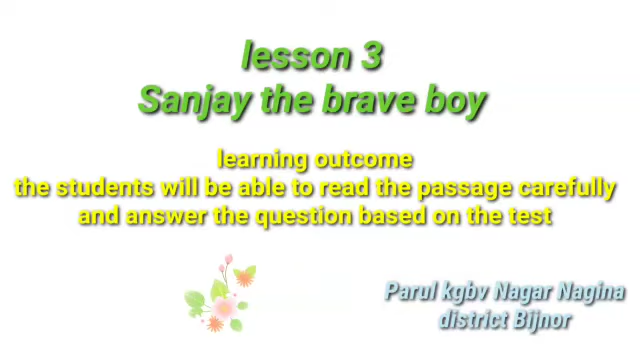 lesson 3
Sanjay the brave boy
learning outcome
the students will be able to read the passage carefully
and answer the question based on the test
Parul kgbv Nagar Nagina
district Bijnor